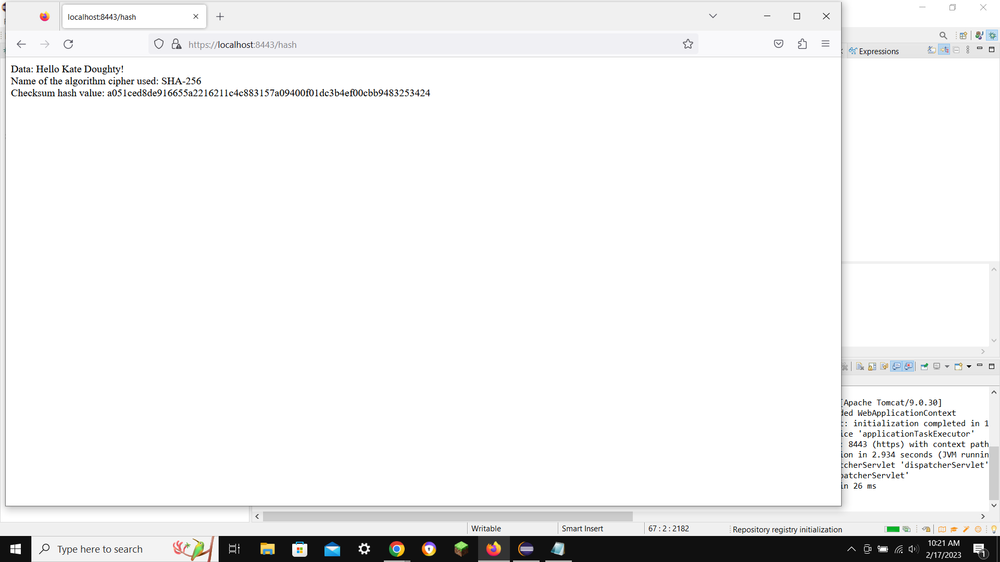 localhost:8443/hash
https://localhost:8443/hash
Expressions
Data: Hello Kate Doughty!
Name of the algorithm cipher used: SHA-256
Checksum hash value: a051ced8de916655a2216211c4c883157a09400f01dc3b4ef00cbb9483253424
[Apache Tomcat/9.0.30]
ded WebApplicationContext
t: initialization completed in 1
ice 'applicationTaskExecutor'
: 8443 (https) with context path
ion in 2.934 seconds (JVM runnin
tcherServlet 'dispatcherServlet'
patcherServlet'
in 26 ms
Writable
Smart Insert
67 : 2 : 2182
Repository registry initialization
Type here to search
10:21 AM
2/17/2023
1